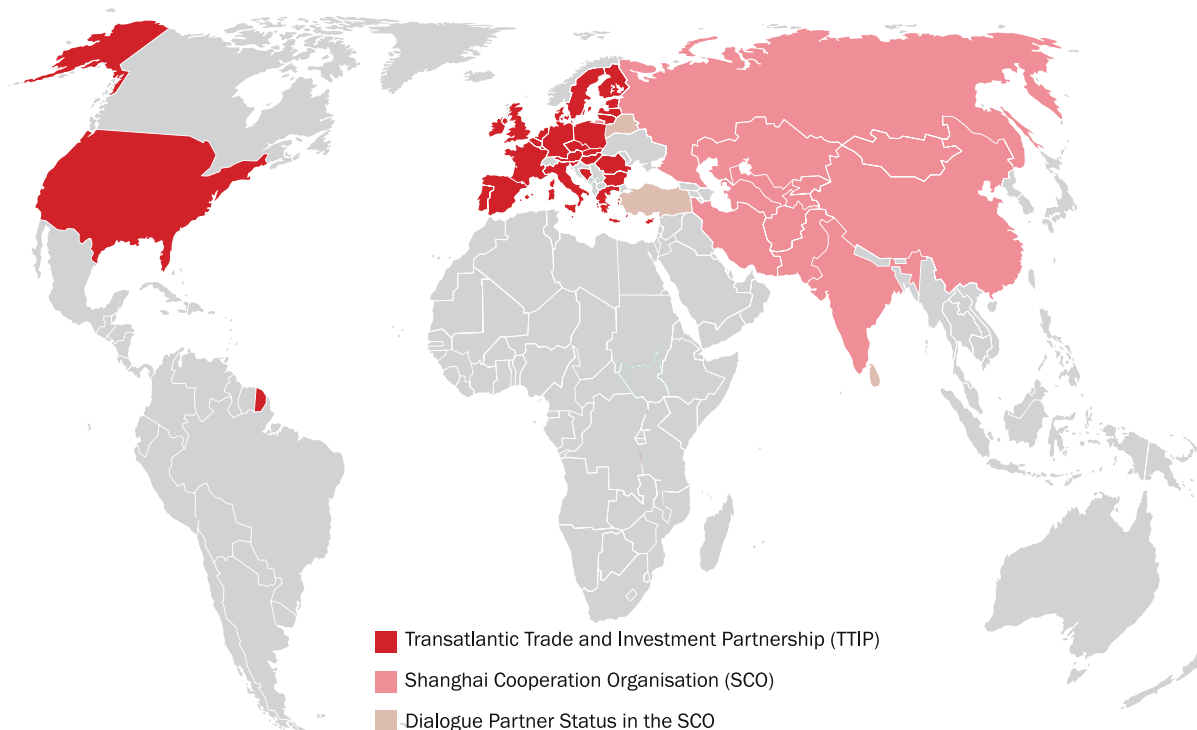 Transatlantic Trade and Investment Partnership (TTIP)
Shanghai Cooperation Organisation (SCO)
Dialogue Partner Status in the SCO